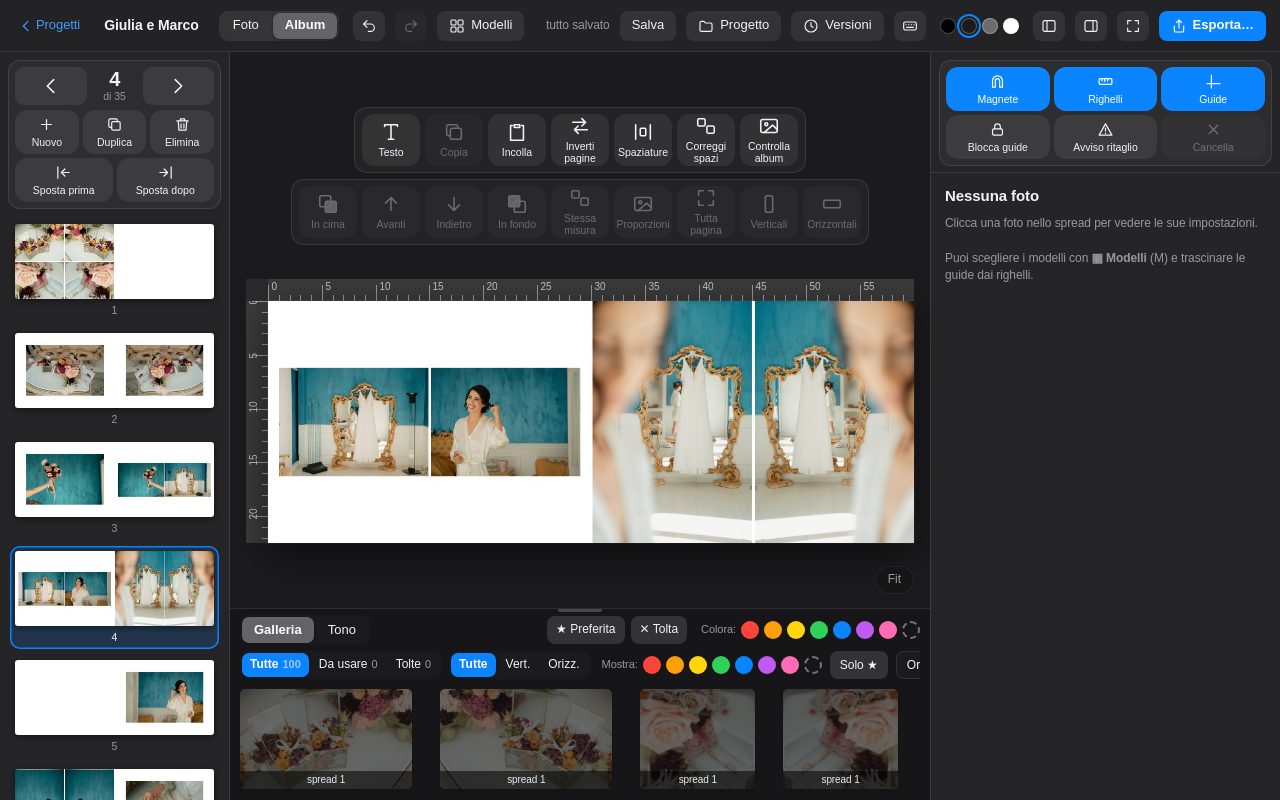 Progetti
Giulia e Marco
Foto
Album
Modelli
tutto salvato
Salva
Progetto
Versioni
Esporta…
4
di 35
Nuovo
Duplica
Elimina
Sposta prima
Sposta dopo
1
2
3
4
5
Testo
Copia
Incolla
Inverti pagine
Spaziature
Correggi spazi
Controlla album
In cima
Avanti
Indietro
In fondo
Stessa misura
Proporzioni
Tutta pagina
Verticali
Orizzontali
0 5 10 15 20 25 30 35 40 45 50 55
0
5
10
15
20
Fit
Galleria
Tono
★ Preferita
✕ Tolta
Colora:
Tutte 100
Da usare 0
Tolte 0
Tutte
Vert.
Orizz.
Mostra:
Solo ★
Or
spread 1
spread 1
spread 1
spread 1
Magnete
Righelli
Guide
Blocca guide
Avviso ritaglio
Cancella
Nessuna foto
Clicca una foto nello spread per vedere le sue impostazioni.
Puoi scegliere i modelli con ▦ Modelli (M) e trascinare le
guide dai righelli.